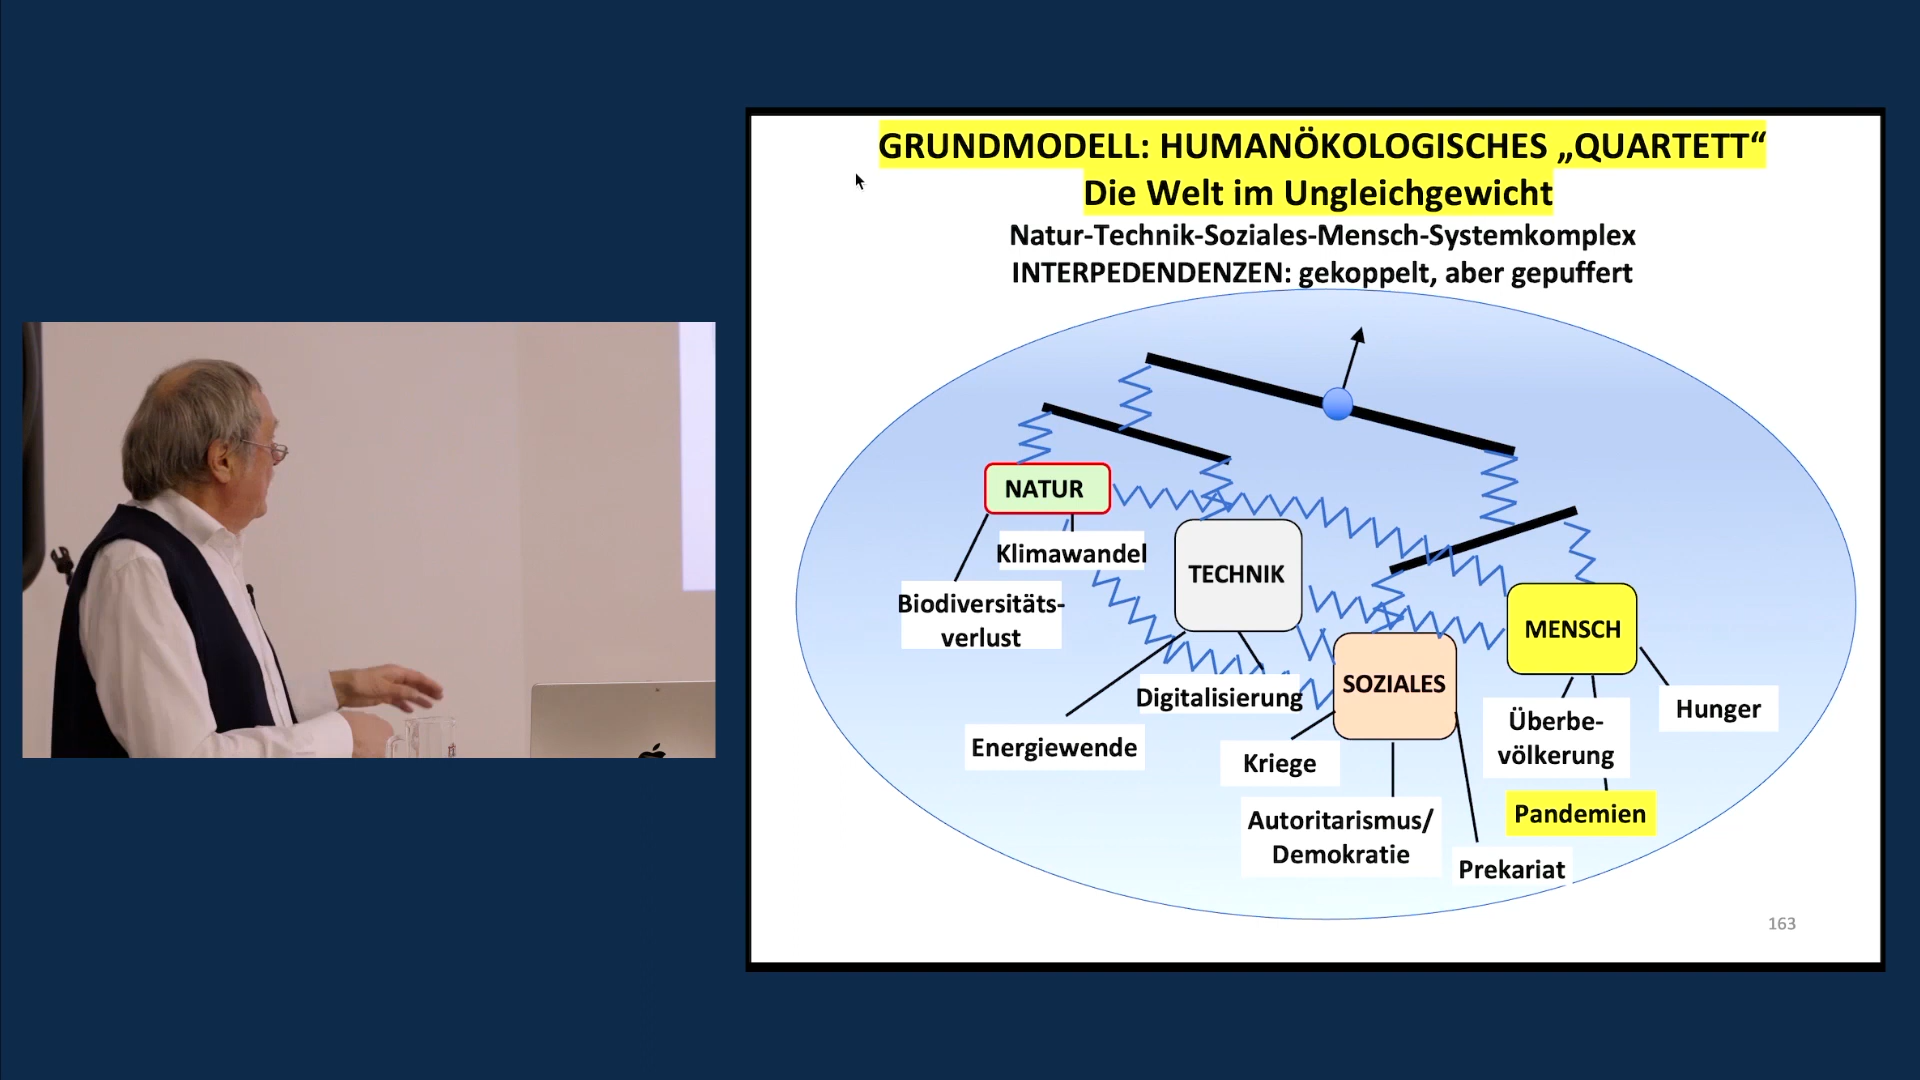 GRUNDMODELL: HUMANÖKOLOGISCHES „QUARTETT“
Die Welt im Ungleichgewicht
Natur-Technik-Soziales-Mensch-Systemkomplex
INTERPEDENDENZEN: gekoppelt, aber gepuffert
NATUR
Klimawandel
Biodiversitäts-
verlust
TECHNIK
Digitalisierung
Energiewende
SOZIALES
Kriege
Autoritarismus/
Demokratie
Prekariat
MENSCH
Überbe-
völkerung
Pandemien
Hunger
163